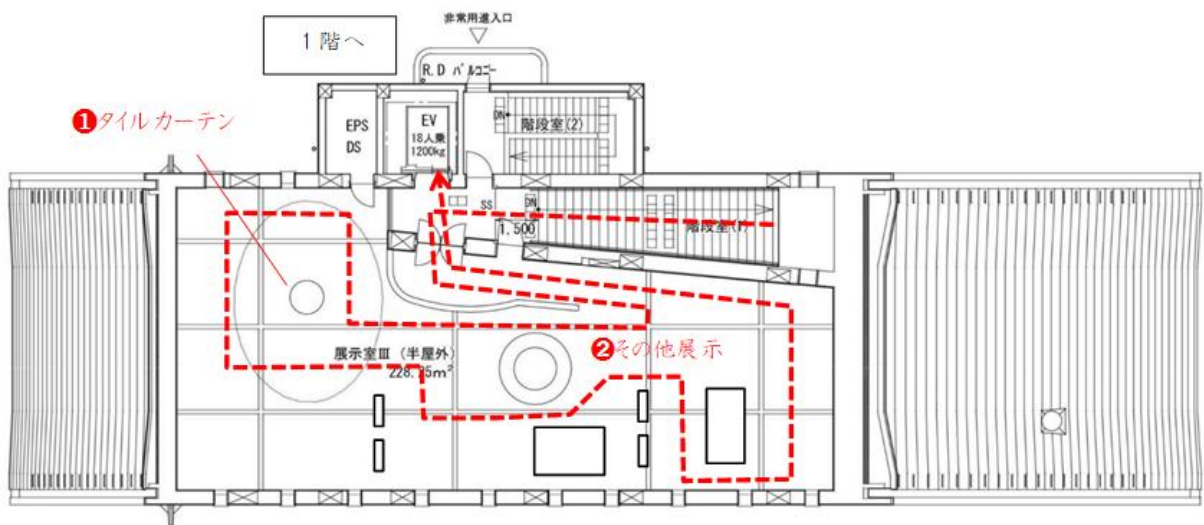 非常用進入口
1階へ
R.D バルコニー
❶タイルカーテン
EPS
DS
EV
18人乗
1200kg
DN
階段室(2)
SS
DN
1,500
階段室(1)
❷その他展示
展示室Ⅲ (半屋外)
228.75m²